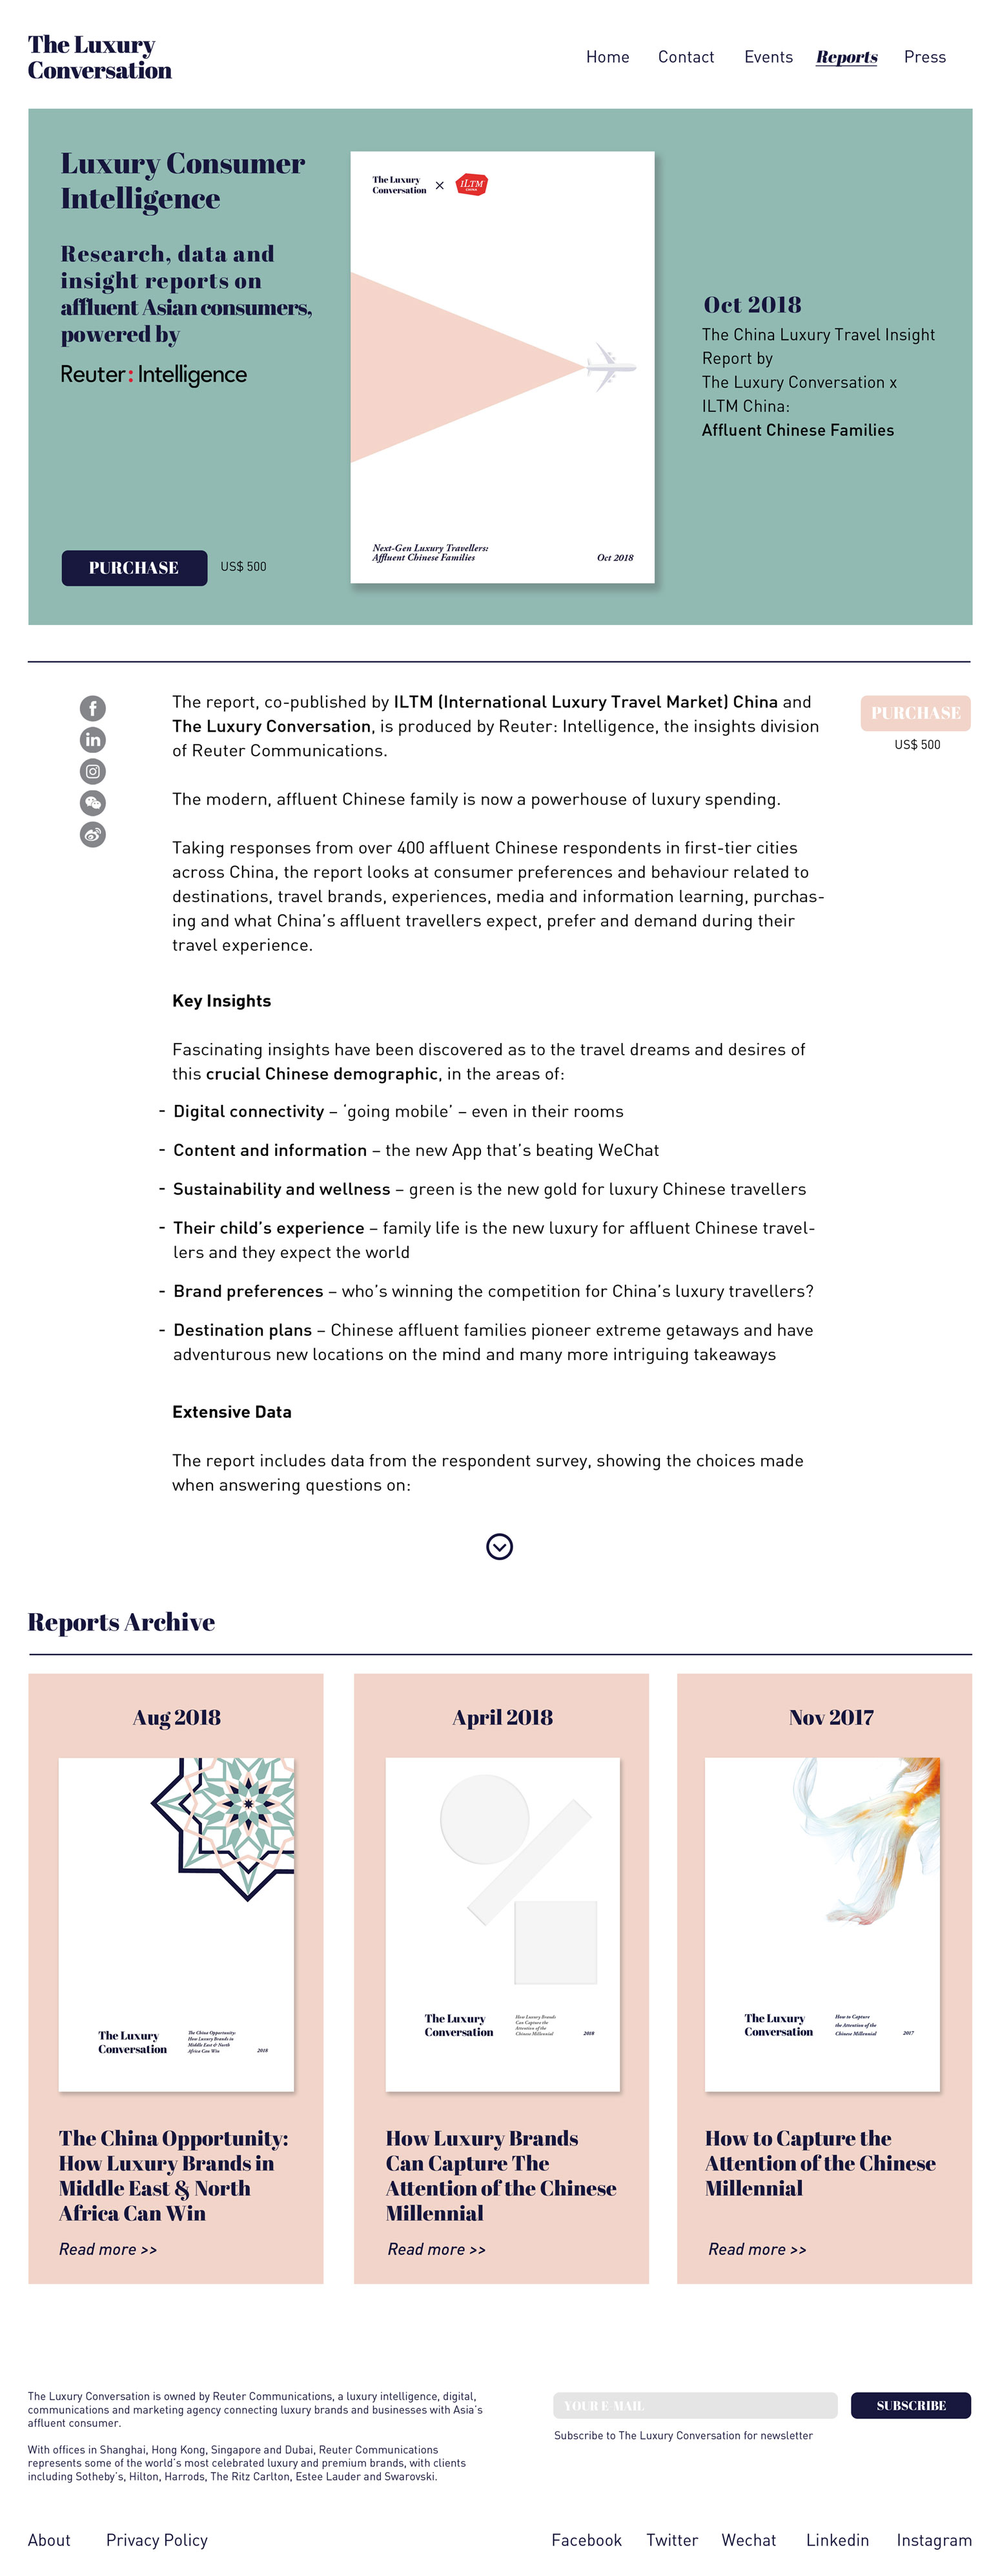 The Luxury
Conversation
Home Contact Events Reports Press
Luxury Consumer
Intelligence
Research, data and
insight reports on
affluent Asian consumers,
powered by
Reuter: Intelligence
PURCHASE US$ 500
The Luxury
Conversation × ILTM
CHINA
Next-Gen Luxury Travellers:
Affluent Chinese Families Oct 2018
Oct 2018
The China Luxury Travel Insight
Report by
The Luxury Conversation x
ILTM China:
Affluent Chinese Families
The report, co-published by ILTM (International Luxury Travel Market) China and
The Luxury Conversation, is produced by Reuter: Intelligence, the insights division
of Reuter Communications.
PURCHASE
US$ 500
The modern, affluent Chinese family is now a powerhouse of luxury spending.
Taking responses from over 400 affluent Chinese respondents in first-tier cities
across China, the report looks at consumer preferences and behaviour related to
destinations, travel brands, experiences, media and information learning, purchas-
ing and what China's affluent travellers expect, prefer and demand during their
travel experience.
Key Insights
Fascinating insights have been discovered as to the travel dreams and desires of
this crucial Chinese demographic, in the areas of:
- Digital connectivity – 'going mobile' – even in their rooms
- Content and information – the new App that's beating WeChat
- Sustainability and wellness – green is the new gold for luxury Chinese travellers
- Their child's experience – family life is the new luxury for affluent Chinese travel-
lers and they expect the world
- Brand preferences – who's winning the competition for China's luxury travellers?
- Destination plans – Chinese affluent families pioneer extreme getaways and have
adventurous new locations on the mind and many more intriguing takeaways
Extensive Data
The report includes data from the respondent survey, showing the choices made
when answering questions on:
Reports Archive
Aug 2018
The Luxury
Conversation
The China Opportunity:
How Luxury Brands in
Middle East & North
Africa Can Win
2018
The China Opportunity:
How Luxury Brands in
Middle East & North
Africa Can Win
Read more >>
April 2018
The Luxury
Conversation
How Luxury Brands
Can Capture the
Attention of the
Chinese Millennial
2018
How Luxury Brands
Can Capture The
Attention of the Chinese
Millennial
Read more >>
Nov 2017
The Luxury
Conversation
How to Capture
the Attention of the
Chinese Millennial
2017
How to Capture the
Attention of the Chinese
Millennial
Read more >>
The Luxury Conversation is owned by Reuter Communications, a luxury intelligence, digital,
communications and marketing agency connecting luxury brands and businesses with Asia's
affluent consumer.
With offices in Shanghai, Hong Kong, Singapore and Dubai, Reuter Communications
represents some of the world's most celebrated luxury and premium brands, with clients
including Sotheby's, Hilton, Harrods, The Ritz Carlton, Estee Lauder and Swarovski.
YOUR E-MAIL SUBSCRIBE
Subscribe to The Luxury Conversation for newsletter
About Privacy Policy Facebook Twitter Wechat Linkedin Instagram